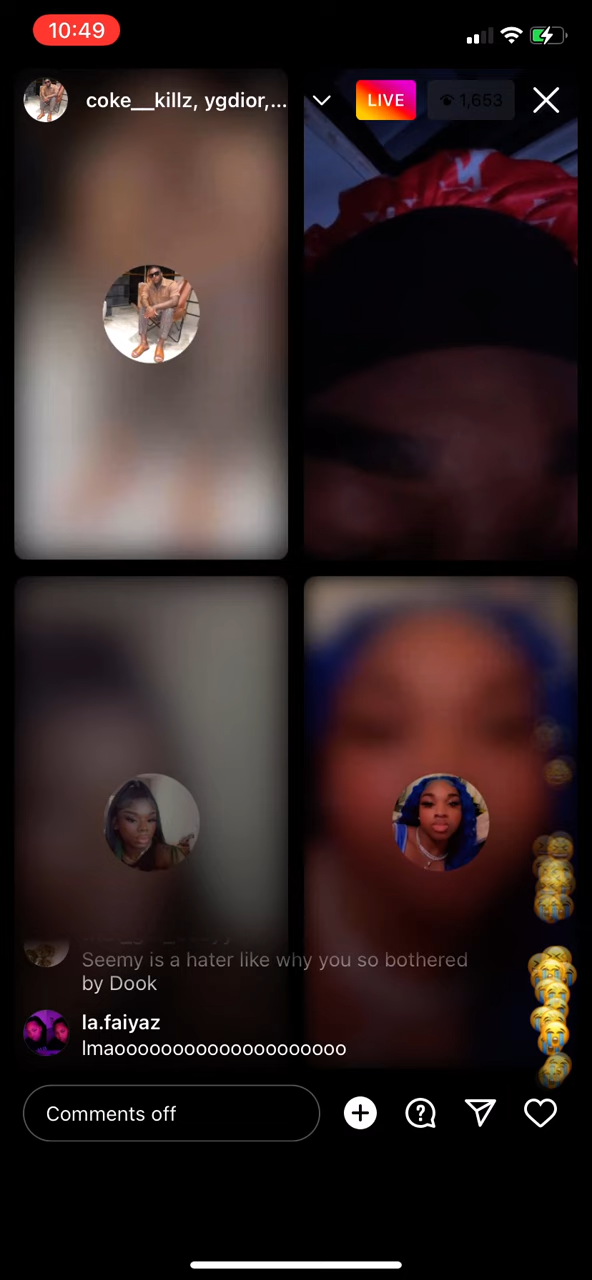 10:49
coke__killz, ygdior,...
LIVE
1,653
Seemy is a hater like why you so bothered
by Dook
la.faiyaz
lmaooooooooooooooooooooo
Comments off